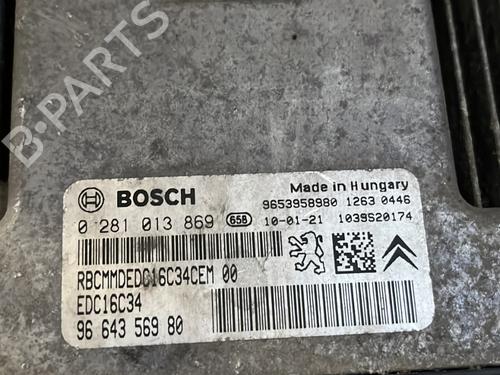 B-PARTS
BOSCH
Made in Hungary
9653958980 1263 0446
0 281 013 869 658 10-01-21 1039S20174
RBCMMDEDC16C34CEM 00
EDC16C34
96 643 569 80